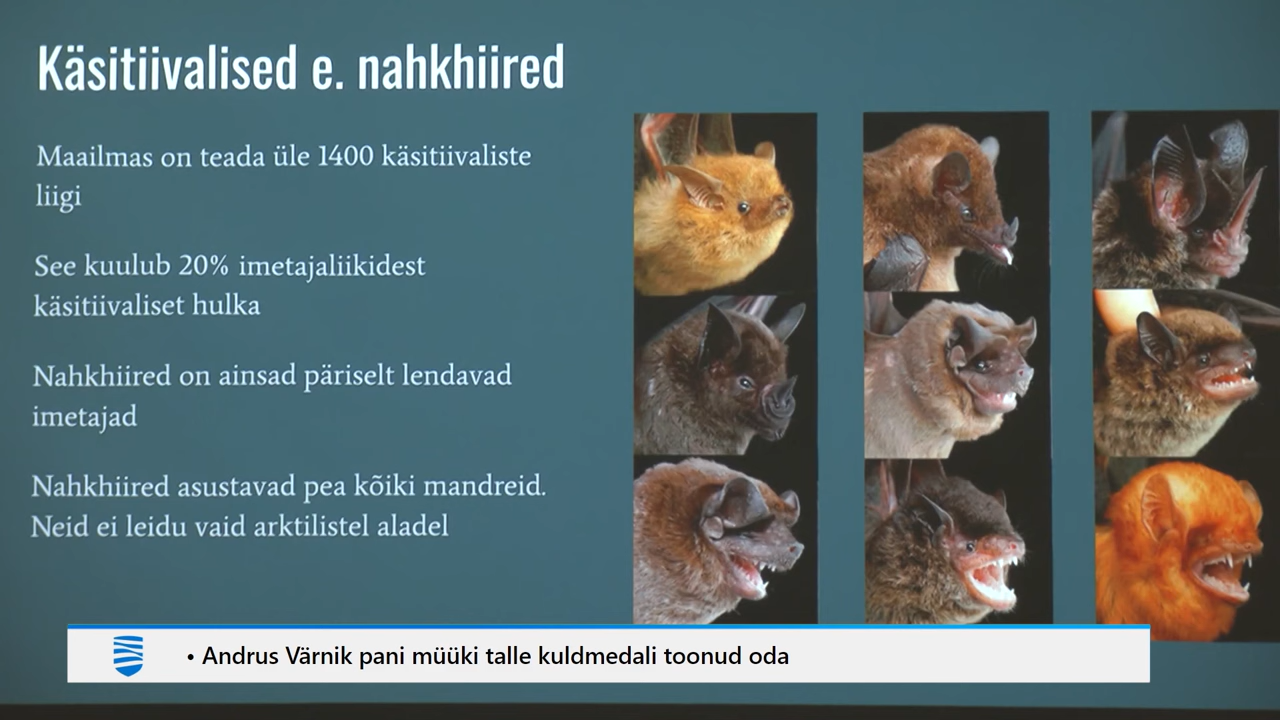 Käsitiivalised e. nahkhiired
Maailmas on teada üle 1400 käsitiivaliste
liigi
See kuulub 20% imetajaliikidest
käsitiivaliset hulka
Nahkhiired on ainsad päriselt lendavad
imetajad
Nahkhiired asustavad pea kõiki mandreid.
Neid ei leidu vaid arktilistel aladel
• Andrus Värnik pani müüki talle kuldmedali toonud oda